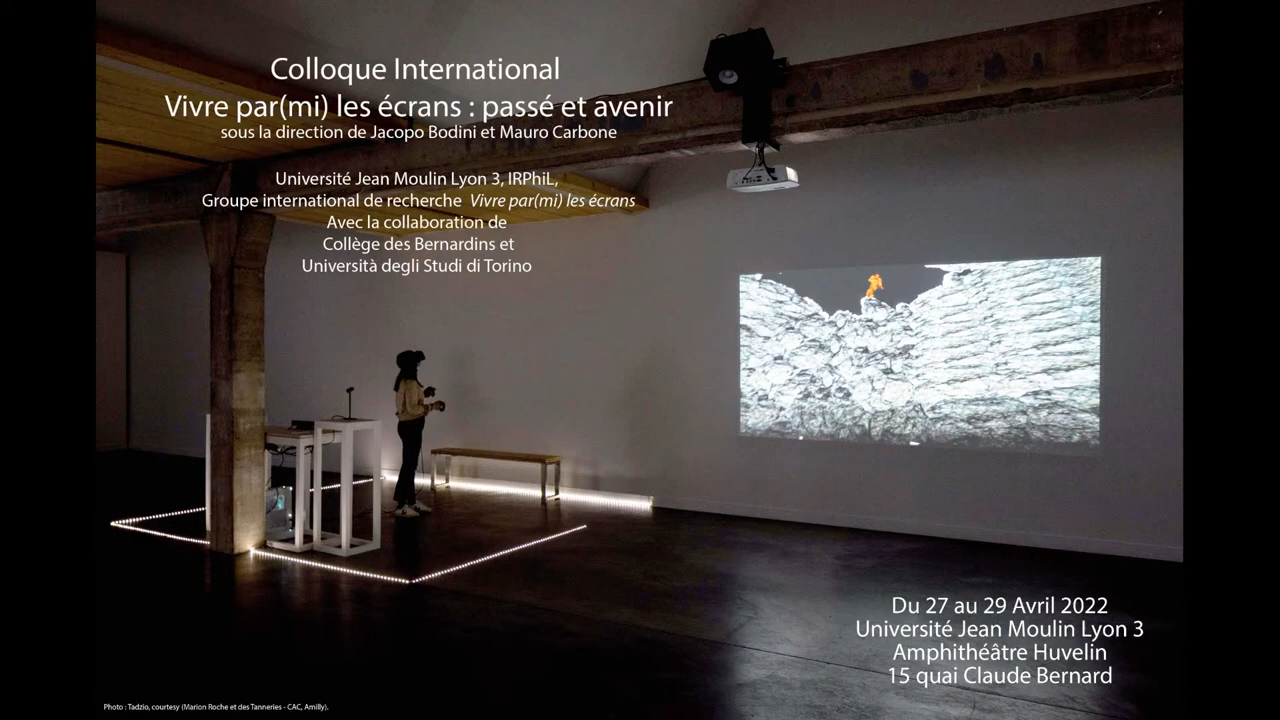 Colloque International
Vivre par(mi) les écrans : passé et avenir
sous la direction de Jacopo Bodini et Mauro Carbone
Université Jean Moulin Lyon 3, IRPhiL,
Groupe international de recherche Vivre par(mi) les écrans
Avec la collaboration de
Collège des Bernardins et
Università degli Studi di Torino
Du 27 au 29 Avril 2022
Université Jean Moulin Lyon 3
Amphithéâtre Huvelin
15 quai Claude Bernard
Photo : Tadzio, courtesy (Marion Roche et des Tanneries - CAC, Amilly).